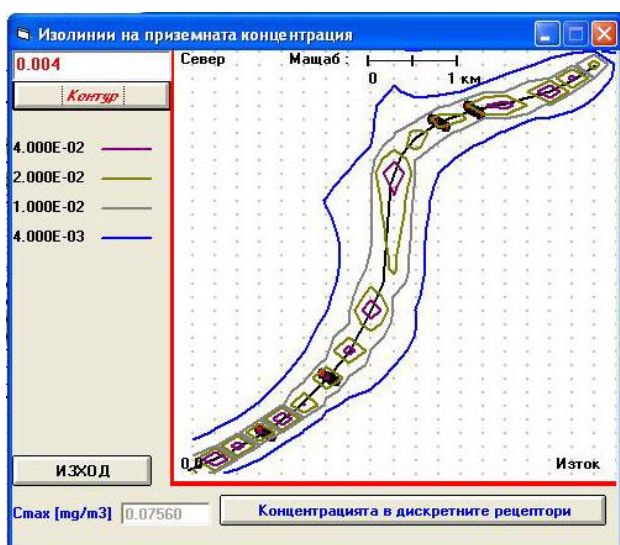 Изолинии на приземната концентрация
0.004
Контур
4.000E-02
2.000E-02
1.000E-02
4.000E-03
ИЗХОД
Север
Мащаб :
0 1 км
0,0
Изток
Cmax [mg/m3] 0.07560
Концентрацията в дискретните рецептори